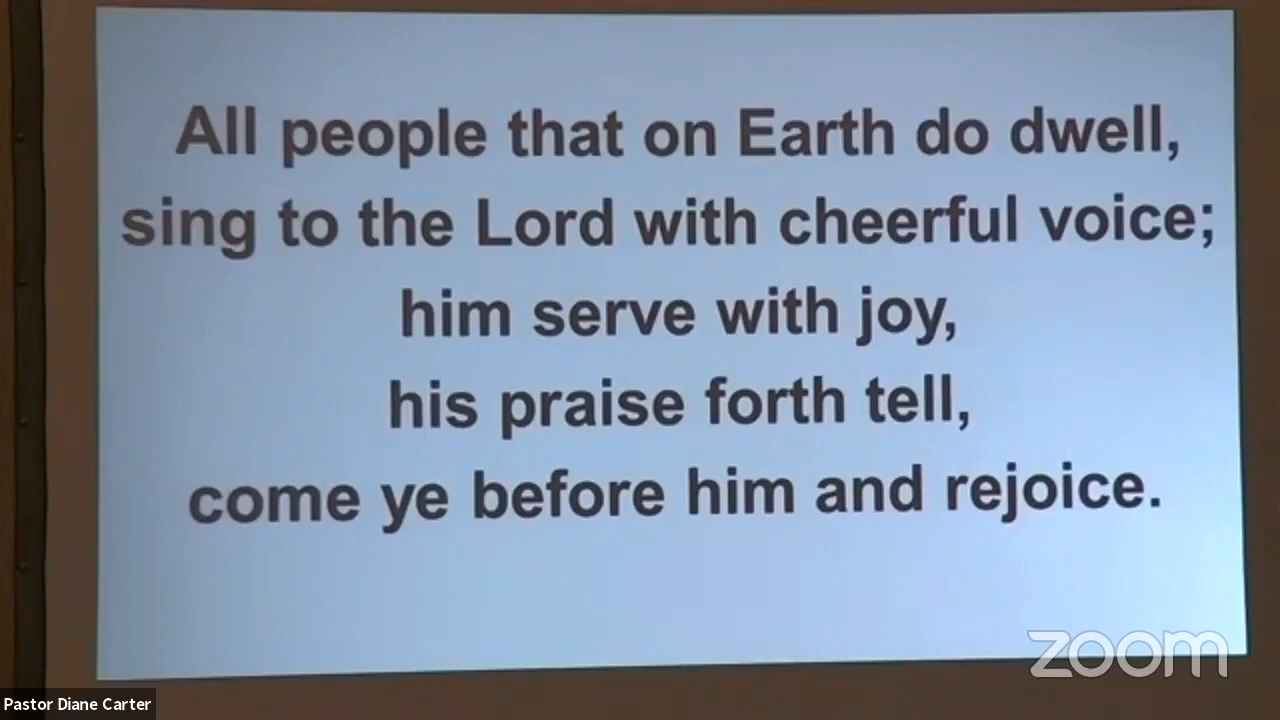 All people that on Earth do dwell,
sing to the Lord with cheerful voice;
him serve with joy,
his praise forth tell,
come ye before him and rejoice.
zoom
Pastor Diane Carter